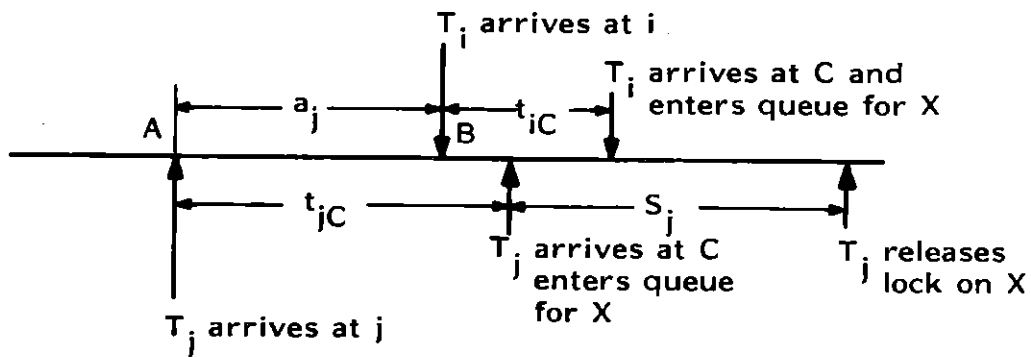 T_i arrives at i
T_i arrives at C and
enters queue for X
a_j
t_iC
A
B
t_jC
S_j
T_j arrives at C
enters queue
for X
T_j releases
lock on X
T_j arrives at j